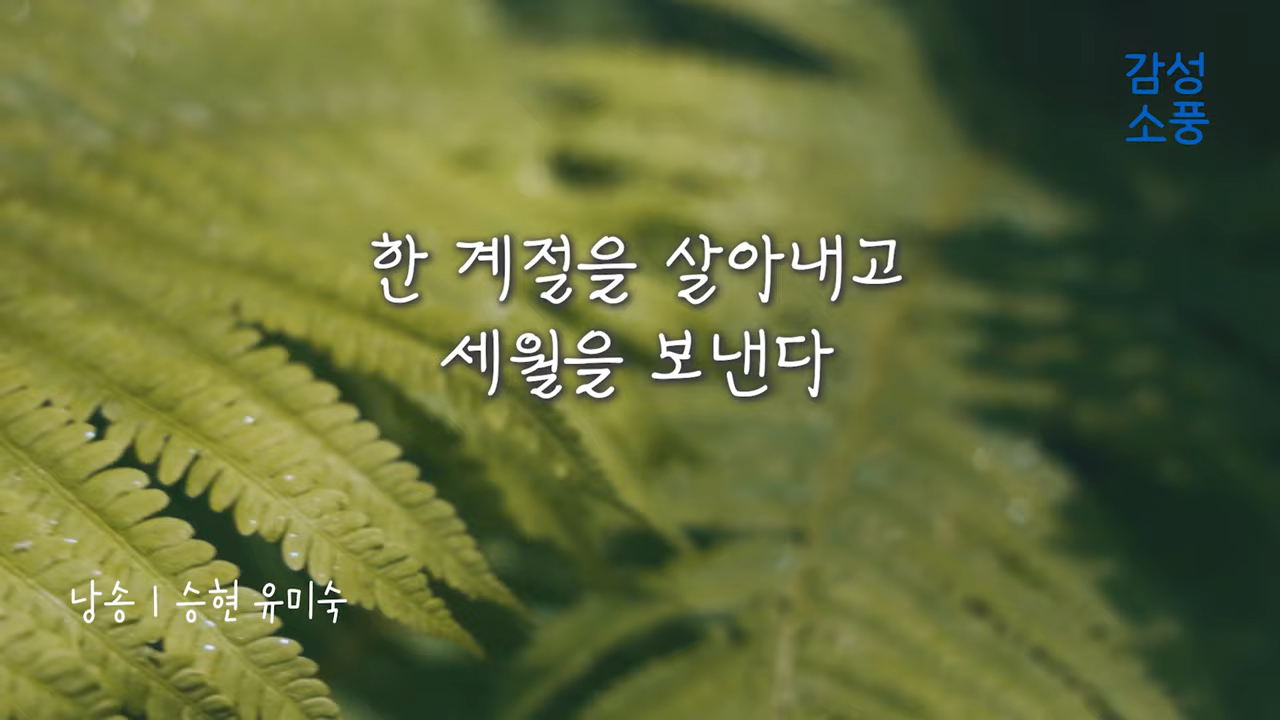 감성
소풍
한 계절을 살아내고
세월을 보낸다
낭송 | 승현 유미숙